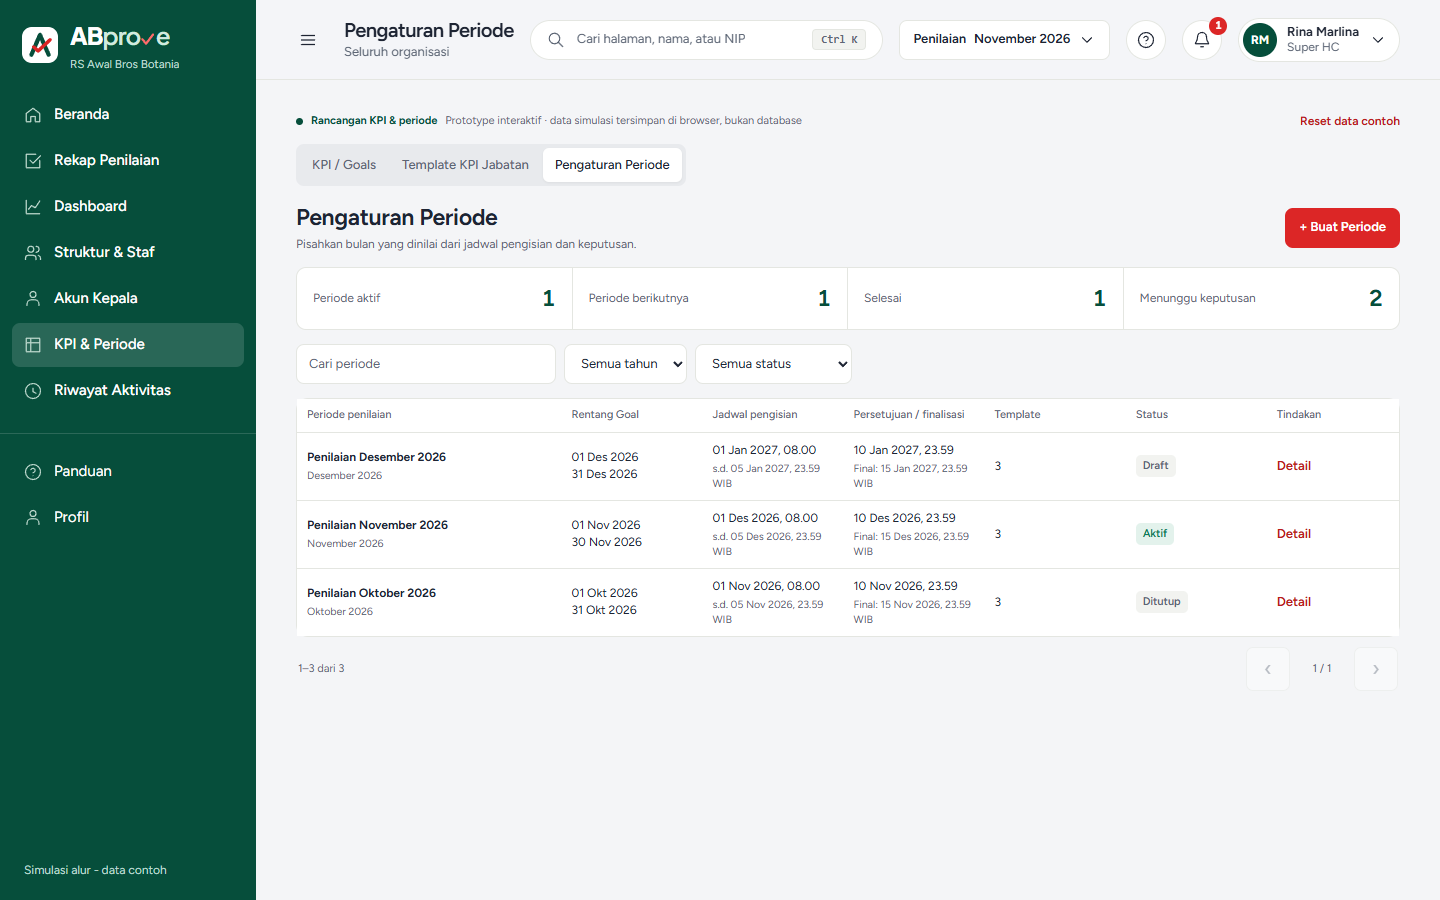 ABprove
RS Awal Bros Botania
Beranda
Rekap Penilaian
Dashboard
Struktur & Staf
Akun Kepala
KPI & Periode
Riwayat Aktivitas
Panduan
Profil
Simulasi alur - data contoh
Pengaturan Periode
Seluruh organisasi
Cari halaman, nama, atau NIP
Ctrl K
Penilaian November 2026
1
RM
Rina Marlina
Super HC
Rancangan KPI & periode Prototype interaktif · data simulasi tersimpan di browser, bukan database
Reset data contoh
KPI / Goals
Template KPI Jabatan
Pengaturan Periode
Pengaturan Periode
Pisahkan bulan yang dinilai dari jadwal pengisian dan keputusan.
+ Buat Periode
Periode aktif 1
Periode berikutnya 1
Selesai 1
Menunggu keputusan 2
Cari periode
Semua tahun
Semua status
Periode penilaian
Rentang Goal
Jadwal pengisian
Persetujuan / finalisasi
Template
Status
Tindakan
Penilaian Desember 2026
Desember 2026
01 Des 2026
31 Des 2026
01 Jan 2027, 08.00
s.d. 05 Jan 2027, 23.59
WIB
10 Jan 2027, 23.59
Final: 15 Jan 2027, 23.59
WIB
3
Draft
Detail
Penilaian November 2026
November 2026
01 Nov 2026
30 Nov 2026
01 Des 2026, 08.00
s.d. 05 Des 2026, 23.59
WIB
10 Des 2026, 23.59
Final: 15 Des 2026, 23.59
WIB
3
Aktif
Detail
Penilaian Oktober 2026
Oktober 2026
01 Okt 2026
31 Okt 2026
01 Nov 2026, 08.00
s.d. 05 Nov 2026, 23.59
WIB
10 Nov 2026, 23.59
Final: 15 Nov 2026, 23.59
WIB
3
Ditutup
Detail
1–3 dari 3
‹
1 / 1
›